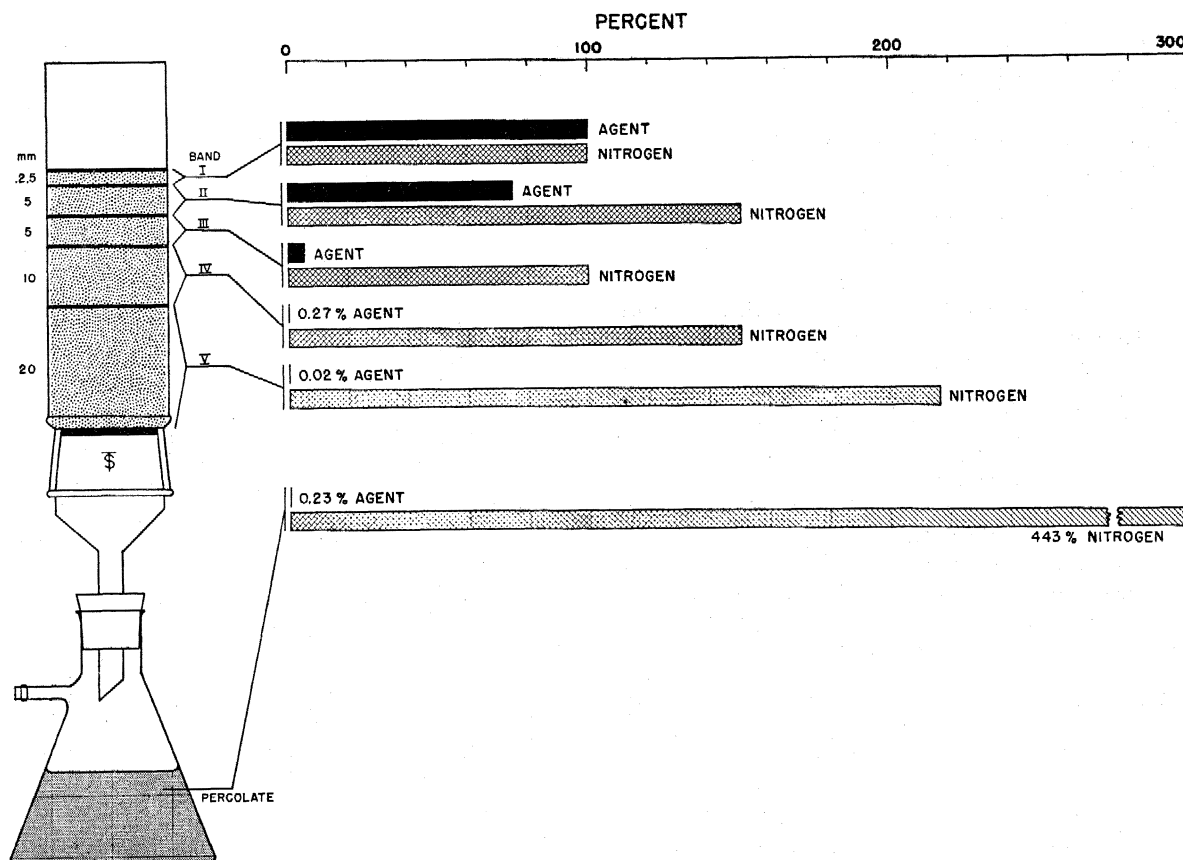 PERCENT
0 100 200 300
mm
BAND
I
AGENT
NITROGEN
.2.5
II
AGENT
5
NITROGEN
III
5
AGENT
NITROGEN
IV
10
0.27 % AGENT
NITROGEN
V
20
0.02 % AGENT
NITROGEN
0.23 % AGENT
443 % NITROGEN
PERCOLATE